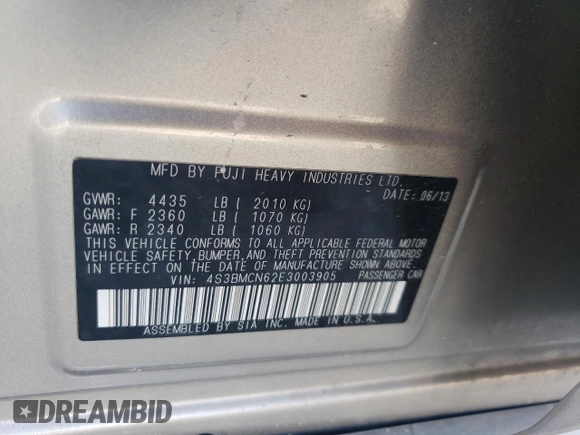 MFD BY FUJI HEAVY INDUSTRIES LTD.
GVWR: 4435 LB ( 2010 KG) DATE: 06/13
GAWR: F 2360 LB ( 1070 KG)
GAWR: R 2340 LB ( 1060 KG)
THIS VEHICLE CONFORMS TO ALL APPLICABLE FEDERAL MOTOR
VEHICLE SAFETY, BUMPER, AND THEFT PREVENTION STANDARDS
IN EFFECT ON THE DATE OF MANUFACTURE SHOWN ABOVE.
VIN: 4S3BMCN62E3003905 PASSENGER CAR
ASSEMBLED BY SIA INC. MADE IN U.S.A.
DREAMBID